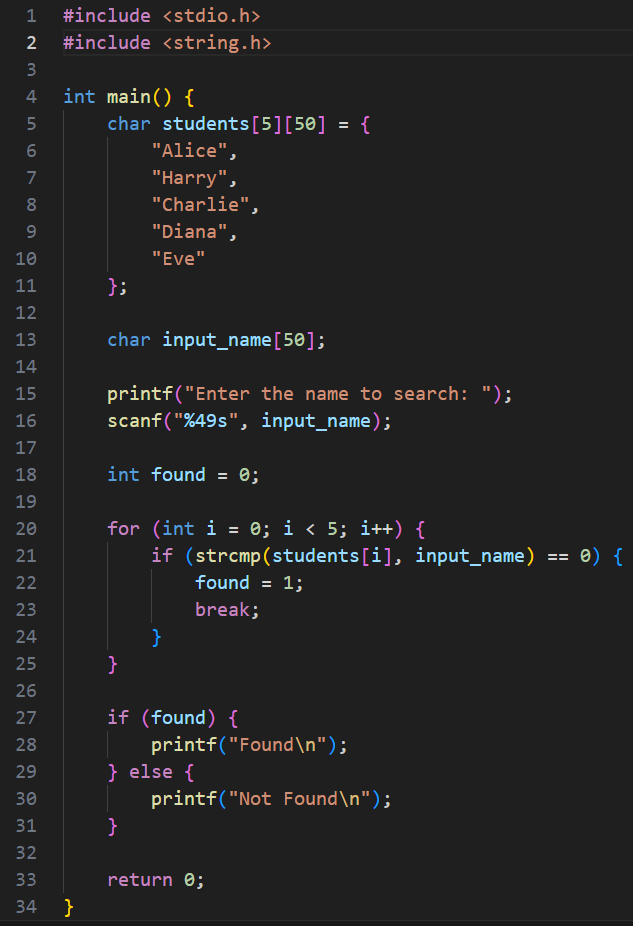 1 #include <stdio.h>
2 #include <string.h>
3
4 int main() {
5     char students[5][50] = {
6         "Alice",
7         "Harry",
8         "Charlie",
9         "Diana",
10         "Eve"
11     };
12
13     char input_name[50];
14
15     printf("Enter the name to search: ");
16     scanf("%49s", input_name);
17
18     int found = 0;
19
20     for (int i = 0; i < 5; i++) {
21         if (strcmp(students[i], input_name) == 0) {
22             found = 1;
23             break;
24         }
25     }
26
27     if (found) {
28         printf("Found\n");
29     } else {
30         printf("Not Found\n");
31     }
32
33     return 0;
34 }